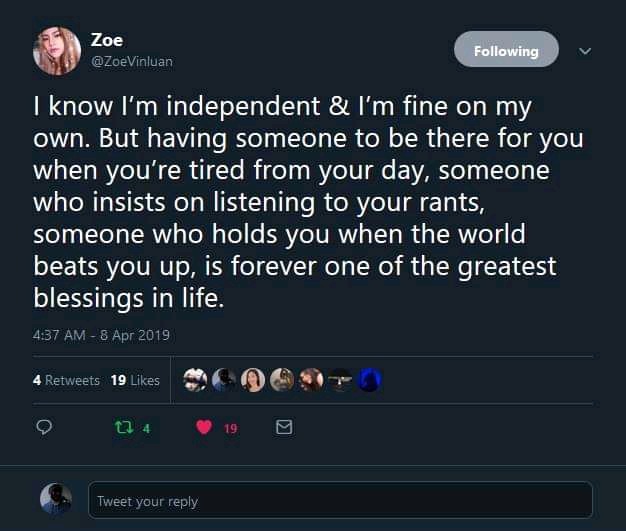 Zoe
@ZoeVinluan
Following
I know I’m independent & I’m fine on my
own. But having someone to be there for you
when you’re tired from your day, someone
who insists on listening to your rants,
someone who holds you when the world
beats you up, is forever one of the greatest
blessings in life.
4:37 AM - 8 Apr 2019
4 Retweets 19 Likes
4 19
Tweet your reply